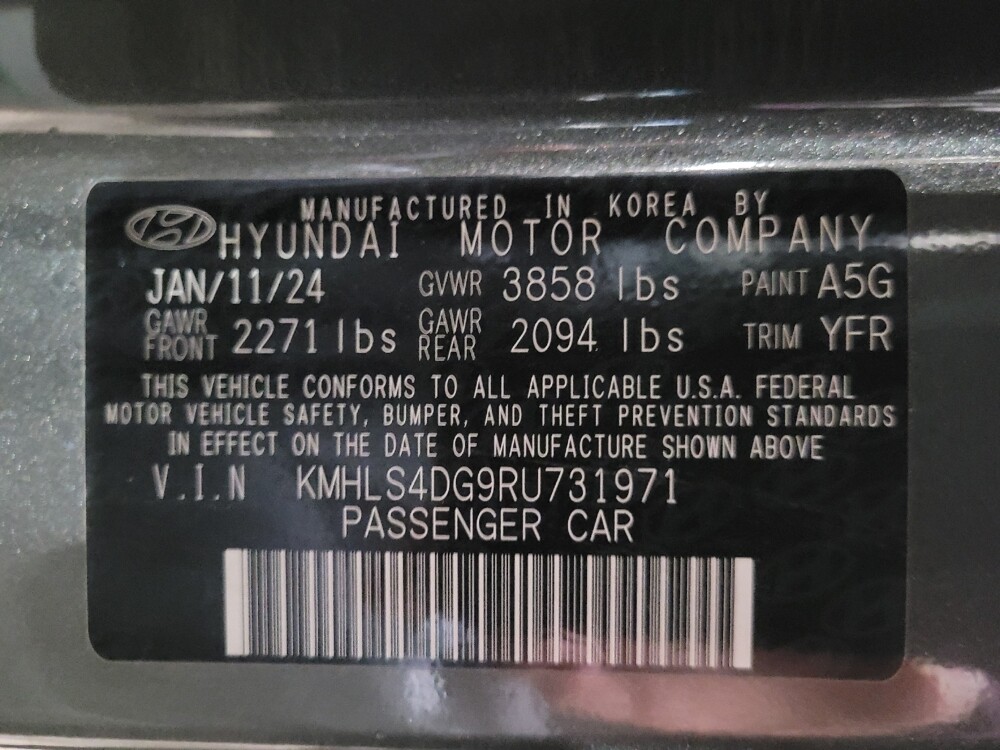 MANUFACTURED IN KOREA BY
HYUNDAI MOTOR COMPANY
JAN/11/24 GVWR 3858 lbs PAINT A5G
GAWR FRONT 2271 lbs GAWR REAR 2094 lbs TRIM YFR
THIS VEHICLE CONFORMS TO ALL APPLICABLE U.S.A. FEDERAL
MOTOR VEHICLE SAFETY, BUMPER, AND THEFT PREVENTION STANDARDS
IN EFFECT ON THE DATE OF MANUFACTURE SHOWN ABOVE
V.I.N KMHLS4DG9RU731971
PASSENGER CAR